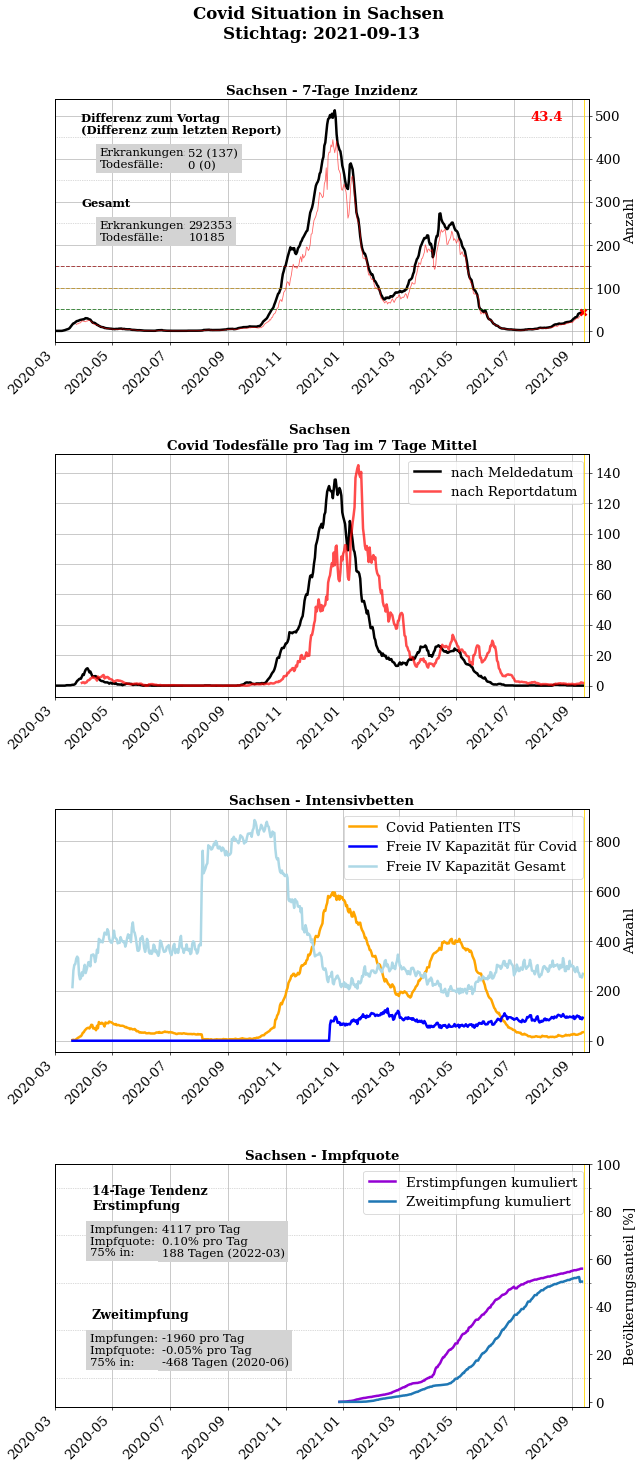 Covid Situation in Sachsen
Stichtag: 2021-09-13
Sachsen - 7-Tage Inzidenz
Differenz zum Vortag
(Differenz zum letzten Report)
Erkrankungen 52 (137)
Todesfälle: 0 (0)
Gesamt
Erkrankungen 292353
Todesfälle: 10185
43.4
500
400
300
200
100
0
Anzahl
2020-03 2020-05 2020-07 2020-09 2020-11 2021-01 2021-03 2021-05 2021-07 2021-09
Sachsen
Covid Todesfälle pro Tag im 7 Tage Mittel
nach Meldedatum
nach Reportdatum
140
120
100
80
60
40
20
0
2020-03 2020-05 2020-07 2020-09 2020-11 2021-01 2021-03 2021-05 2021-07 2021-09
Sachsen - Intensivbetten
Covid Patienten ITS
Freie IV Kapazität für Covid
Freie IV Kapazität Gesamt
800
600
400
200
0
Anzahl
2020-03 2020-05 2020-07 2020-09 2020-11 2021-01 2021-03 2021-05 2021-07 2021-09
Sachsen - Impfquote
14-Tage Tendenz
Erstimpfung
Impfungen: 4117 pro Tag
Impfquote: 0.10% pro Tag
75% in: 188 Tagen (2022-03)
Zweitimpfung
Impfungen: -1960 pro Tag
Impfquote: -0.05% pro Tag
75% in: -468 Tagen (2020-06)
Erstimpfungen kumuliert
Zweitimpfung kumuliert
100
80
60
40
20
0
Bevölkerungsanteil [%]
2020-03 2020-05 2020-07 2020-09 2020-11 2021-01 2021-03 2021-05 2021-07 2021-09